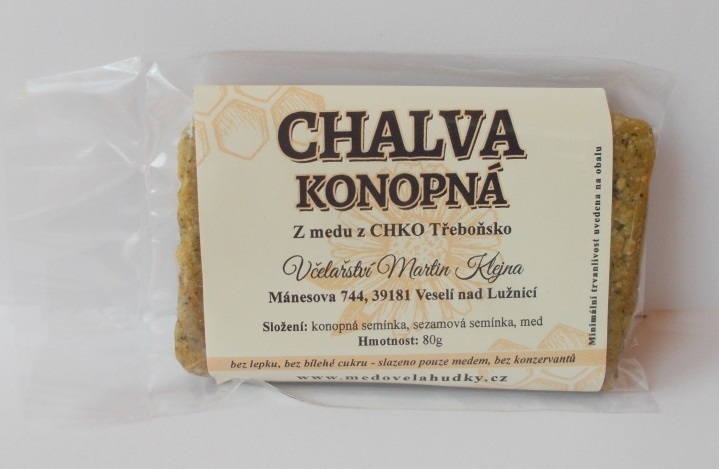 CHALVA
KONOPNÁ
Z medu z CHKO Třeboňsko
Včelařství Martin Klejna
Mánesova 744, 39181 Veselí nad Lužnicí
Složení: konopná semínka, sezamová semínka, med
Hmotnost: 80g
bez lepku, bez bílehé cukru - slazeno pouze medem, bez konzervantů
www.medovelahudky.cz
Minimální trvanlivost uvedena na obalu